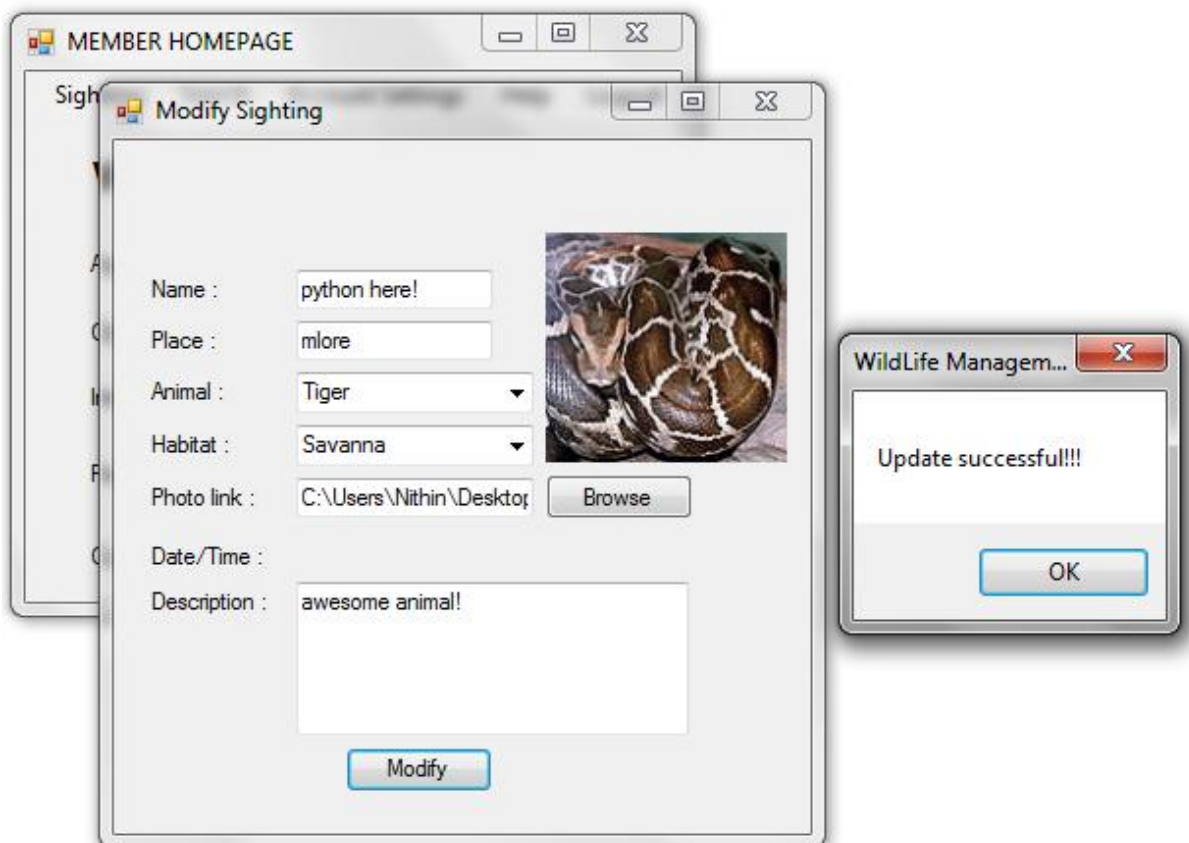 MEMBER HOMEPAGE
Sigh
Modify Sighting
Name :
python here!
Place :
mlore
Animal :
Tiger
Habitat :
Savanna
Photo link :
C:\Users\Nithin\Desktop
Browse
Date/Time :
Description :
awesome animal!
Modify
WildLife Managem...
Update successful!!!
OK